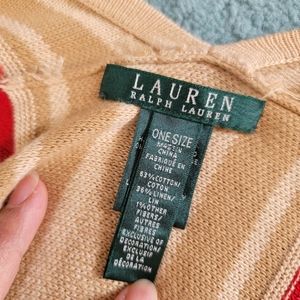 LAUREN
RALPH LAUREN
ONE SIZE
MADE IN
CHINA
FABRIQUÉ EN
CHINE
63% COTTON/
COTON
36% LINEN/
LIN
1% OTHER
FIBERS/
AUTRES
FIBRES
EXCLUSIVE OF
DECORATION/
EXCLUSIF
DE LA
DÉCORATION